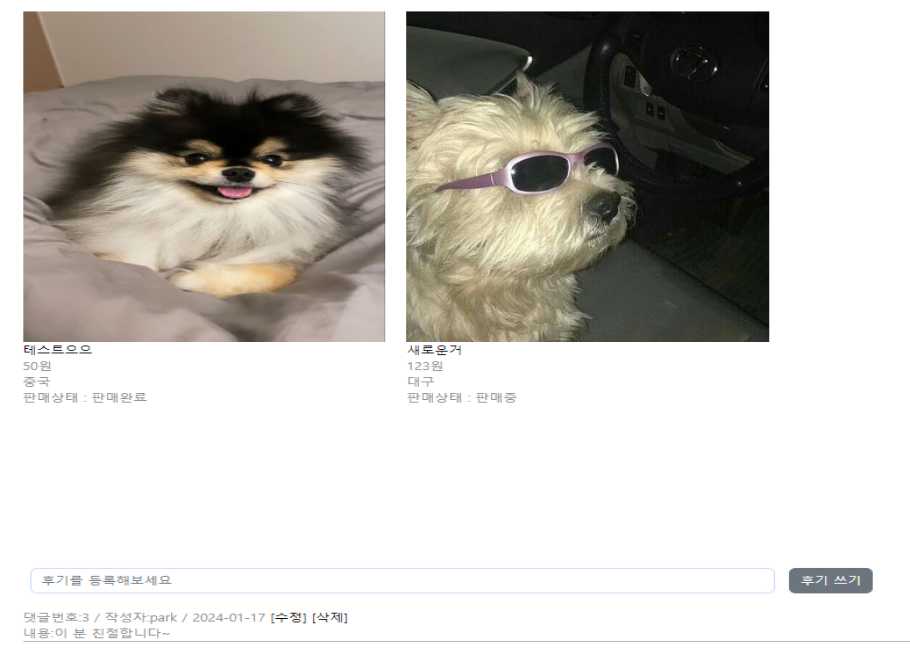 테스트으으
50원
중국
판매상태 : 판매완료
새로운거
123원
대구
판매상태 : 판매중
후기를 등록해보세요
후기 쓰기
댓글번호:3 / 작성자:park / 2024-01-17 [수정] [삭제]
내용:이 분 친절합니다~